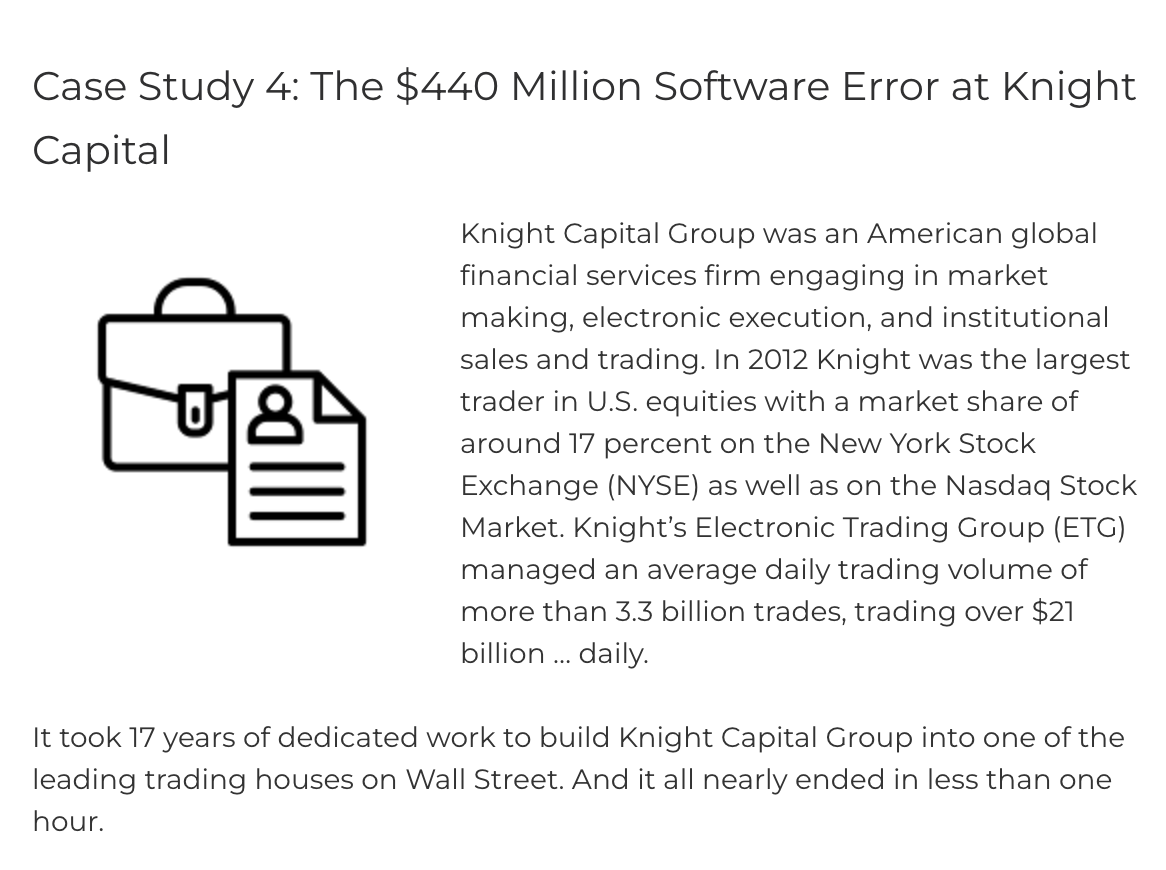 Case Study 4: The $440 Million Software Error at Knight
Capital
Knight Capital Group was an American global
financial services firm engaging in market
making, electronic execution, and institutional
sales and trading. In 2012 Knight was the largest
trader in U.S. equities with a market share of
around 17 percent on the New York Stock
Exchange (NYSE) as well as on the Nasdaq Stock
Market. Knight’s Electronic Trading Group (ETG)
managed an average daily trading volume of
more than 3.3 billion trades, trading over $21
billion ... daily.
It took 17 years of dedicated work to build Knight Capital Group into one of the
leading trading houses on Wall Street. And it all nearly ended in less than one
hour.